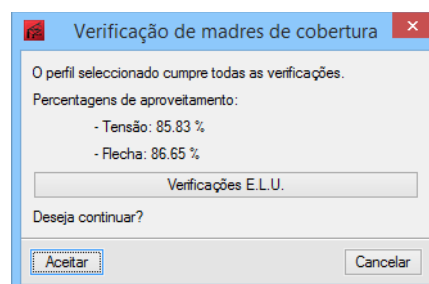 Verificação de madres de cobertura
O perfil seleccionado cumpre todas as verificações.
Percentagens de aproveitamento:
- Tensão: 85.83 %
- Flecha: 86.65 %
Verificações E.L.U.
Deseja continuar?
Aceitar
Cancelar